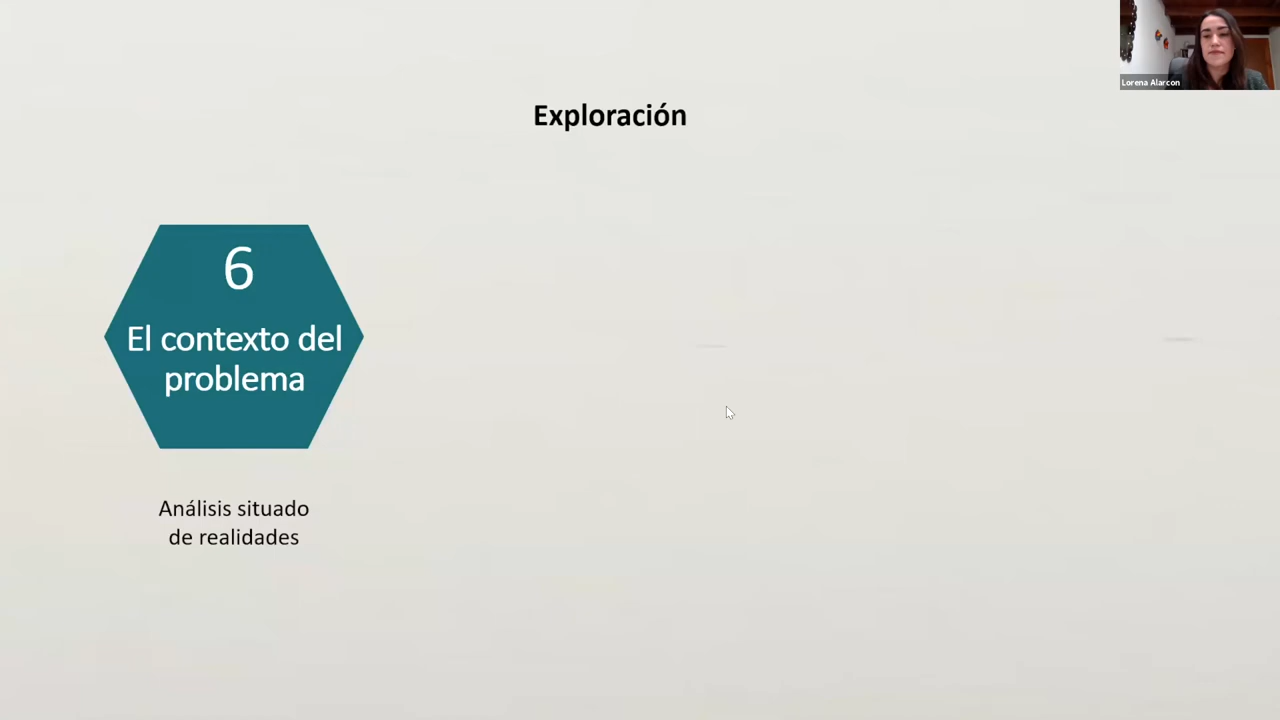 Lorena Alarcon
Exploración
6
El contexto del
problema
Análisis situado
de realidades